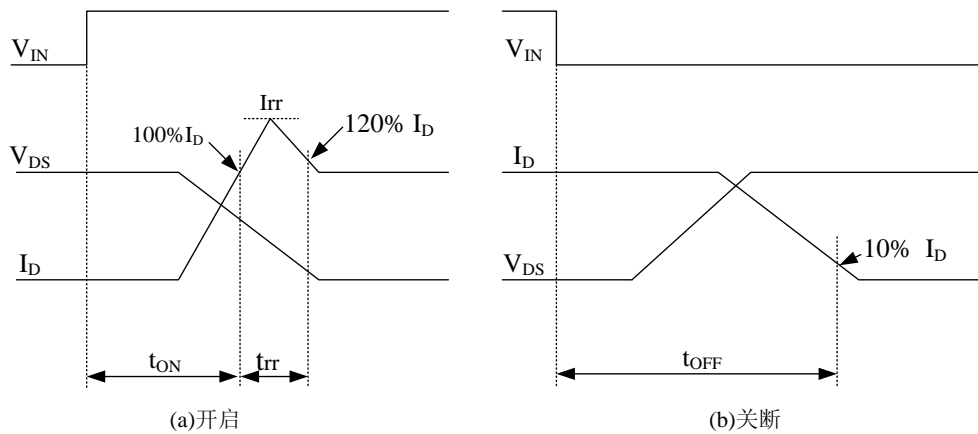 V_IN
V_DS
I_D
100% I_D
Irr
120% I_D
t_ON
trr
(a)开启
V_IN
I_D
V_DS
10% I_D
t_OFF
(b)关断